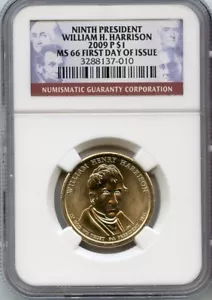 NINTH PRESIDENT
WILLIAM H. HARRISON
2009 P $1
MS 66 FIRST DAY OF ISSUE
3288137-010
NUMISMATIC GUARANTY CORPORATION
WILLIAM HENRY HARRISON